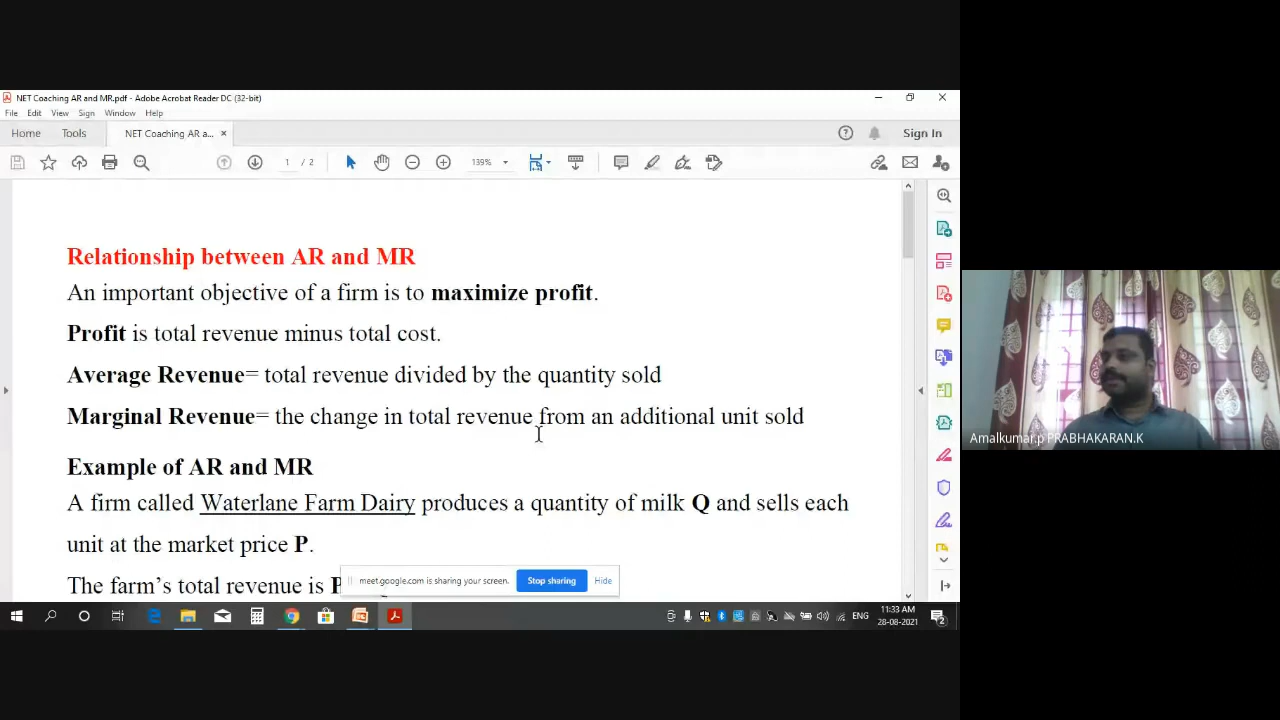 NET Coaching AR and MR.pdf - Adobe Acrobat Reader DC (32-bit)
File Edit View Sign Window Help
Home Tools NET Coaching AR a... × Sign In
1 / 2 139%
Relationship between AR and MR
An important objective of a firm is to maximize profit.
Profit is total revenue minus total cost.
Average Revenue= total revenue divided by the quantity sold
Marginal Revenue= the change in total revenue from an additional unit sold
Amalkumar.p PRABHAKARAN.K
Example of AR and MR
A firm called Waterlane Farm Dairy produces a quantity of milk Q and sells each
unit at the market price P.
The farm's total revenue is
meet.google.com is sharing your screen. Stop sharing Hide
ENG 11:33 AM
28-08-2021
2